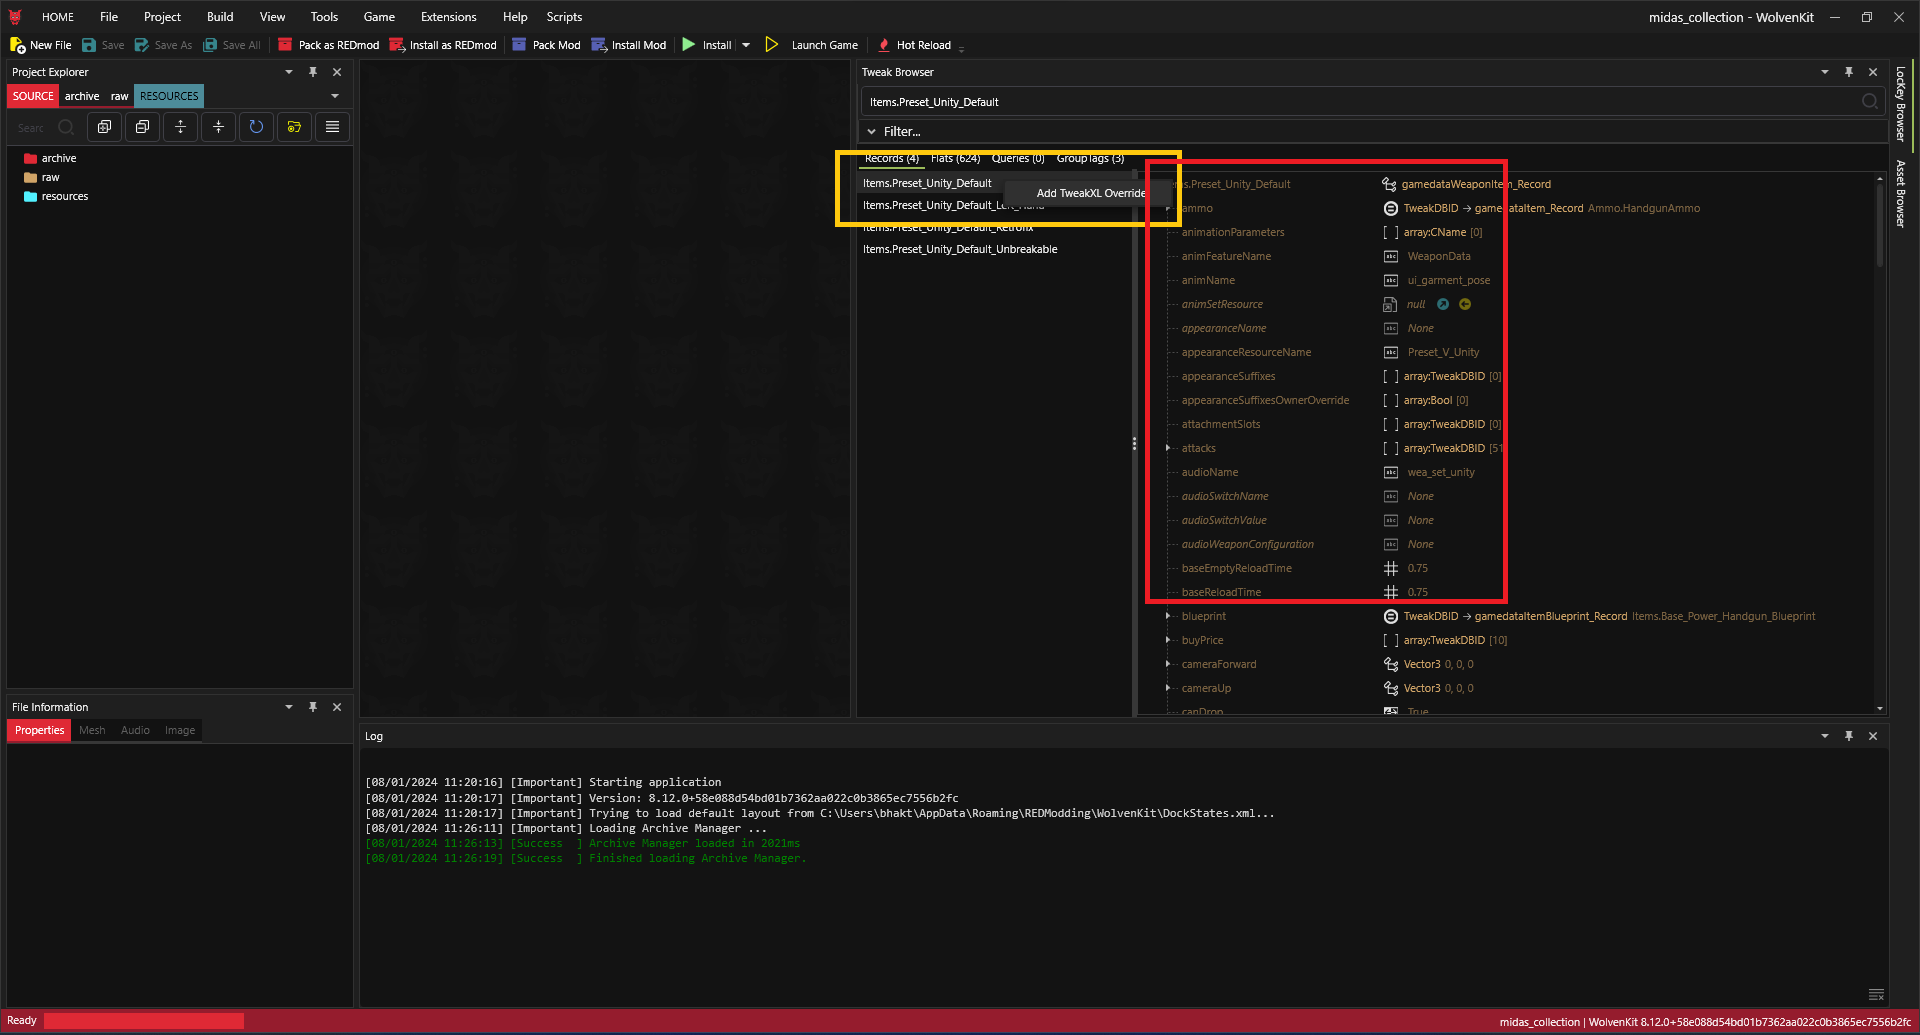 HOME File Project Build View Tools Game Extensions Help Scripts
midas_collection - WolvenKit
New File Save Save As Save All Pack as REDmod Install as REDmod Pack Mod Install Mod Install Launch Game Hot Reload
Project Explorer
SOURCE archive raw RESOURCES
Searc
archive
raw
resources
File Information
Properties Mesh Audio Image
Tweak Browser
Items.Preset_Unity_Default
Filter...
Records (4) Flats (624) Queries (0) GroupTags (3)
Items.Preset_Unity_Default
Add TweakXL Override
Items.Preset_Unity_Default_Left_Hand
Items.Preset_Unity_Default_Retrofix
Items.Preset_Unity_Default_Unbreakable
s.Preset_Unity_Default gamedataWeaponItem_Record
ammo TweakDBID → gamedataItem_Record Ammo.HandgunAmmo
animationParameters [ ] array:CName [0]
animFeatureName abc WeaponData
animName abc ui_garment_pose
animSetResource null
appearanceName abc None
appearanceResourceName abc Preset_V_Unity
appearanceSuffixes [ ] array:TweakDBID [0]
appearanceSuffixesOwnerOverride [ ] array:Bool [0]
attachmentSlots [ ] array:TweakDBID [0]
attacks [ ] array:TweakDBID [51
audioName abc wea_set_unity
audioSwitchName abc None
audioSwitchValue abc None
audioWeaponConfiguration abc None
baseEmptyReloadTime 0.75
baseReloadTime 0.75
blueprint TweakDBID → gamedataItemBlueprint_Record Items.Base_Power_Handgun_Blueprint
buyPrice [ ] array:TweakDBID [10]
cameraForward Vector3 0, 0, 0
cameraUp Vector3 0, 0, 0
canDrop True
LocKey Browser
Asset Browser
Log
[08/01/2024 11:20:16] [Important] Starting application
[08/01/2024 11:20:17] [Important] Version: 8.12.0+58e088d54bd01b7362aa022c0b3865ec7556b2fc
[08/01/2024 11:20:17] [Important] Trying to load default layout from C:\Users\bhakt\AppData\Roaming\REDModding\WolvenKit\DockStates.xml...
[08/01/2024 11:26:11] [Important] Loading Archive Manager ...
[08/01/2024 11:26:13] [Success ] Archive Manager loaded in 2021ms
[08/01/2024 11:26:19] [Success ] Finished loading Archive Manager.
Ready
midas_collection | WolvenKit 8.12.0+58e088d54bd01b7362aa022c0b3865ec7556b2fc